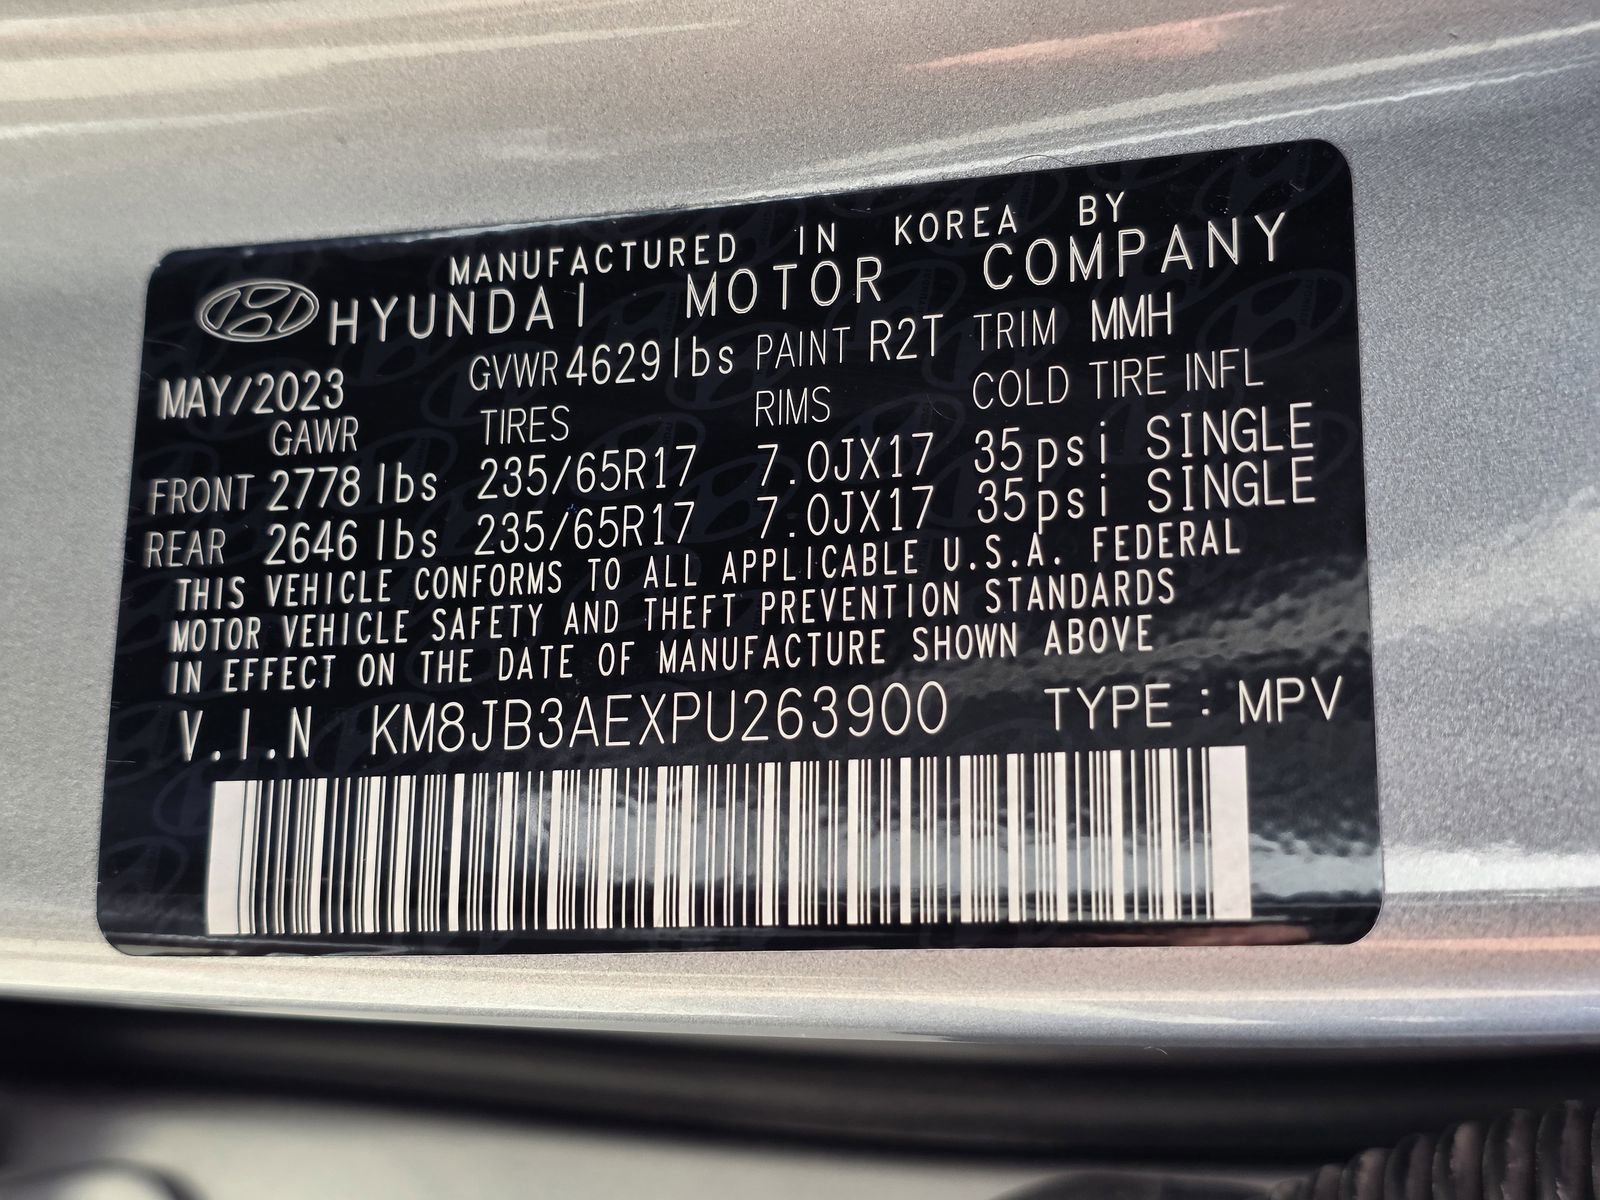 MANUFACTURED IN KOREA BY
HYUNDAI MOTOR COMPANY
MAY/2023 GVWR 4629 lbs PAINT R2T TRIM MMH
GAWR TIRES RIMS COLD TIRE INFL
FRONT 2778 lbs 235/65R17 7.0JX17 35psi SINGLE
REAR 2646 lbs 235/65R17 7.0JX17 35psi SINGLE
THIS VEHICLE CONFORMS TO ALL APPLICABLE U.S.A. FEDERAL
MOTOR VEHICLE SAFETY AND THEFT PREVENTION STANDARDS
IN EFFECT ON THE DATE OF MANUFACTURE SHOWN ABOVE
V.I.N KM8JB3AEXPU263900 TYPE : MPV